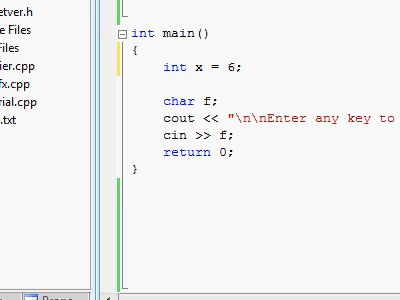 etver.h
e Files
Files
ier.cpp
fx.cpp
rial.cpp
.txt
int main()
{
int x = 6;
char f;
cout << "\n\nEnter any key to
cin >> f;
return 0;
}